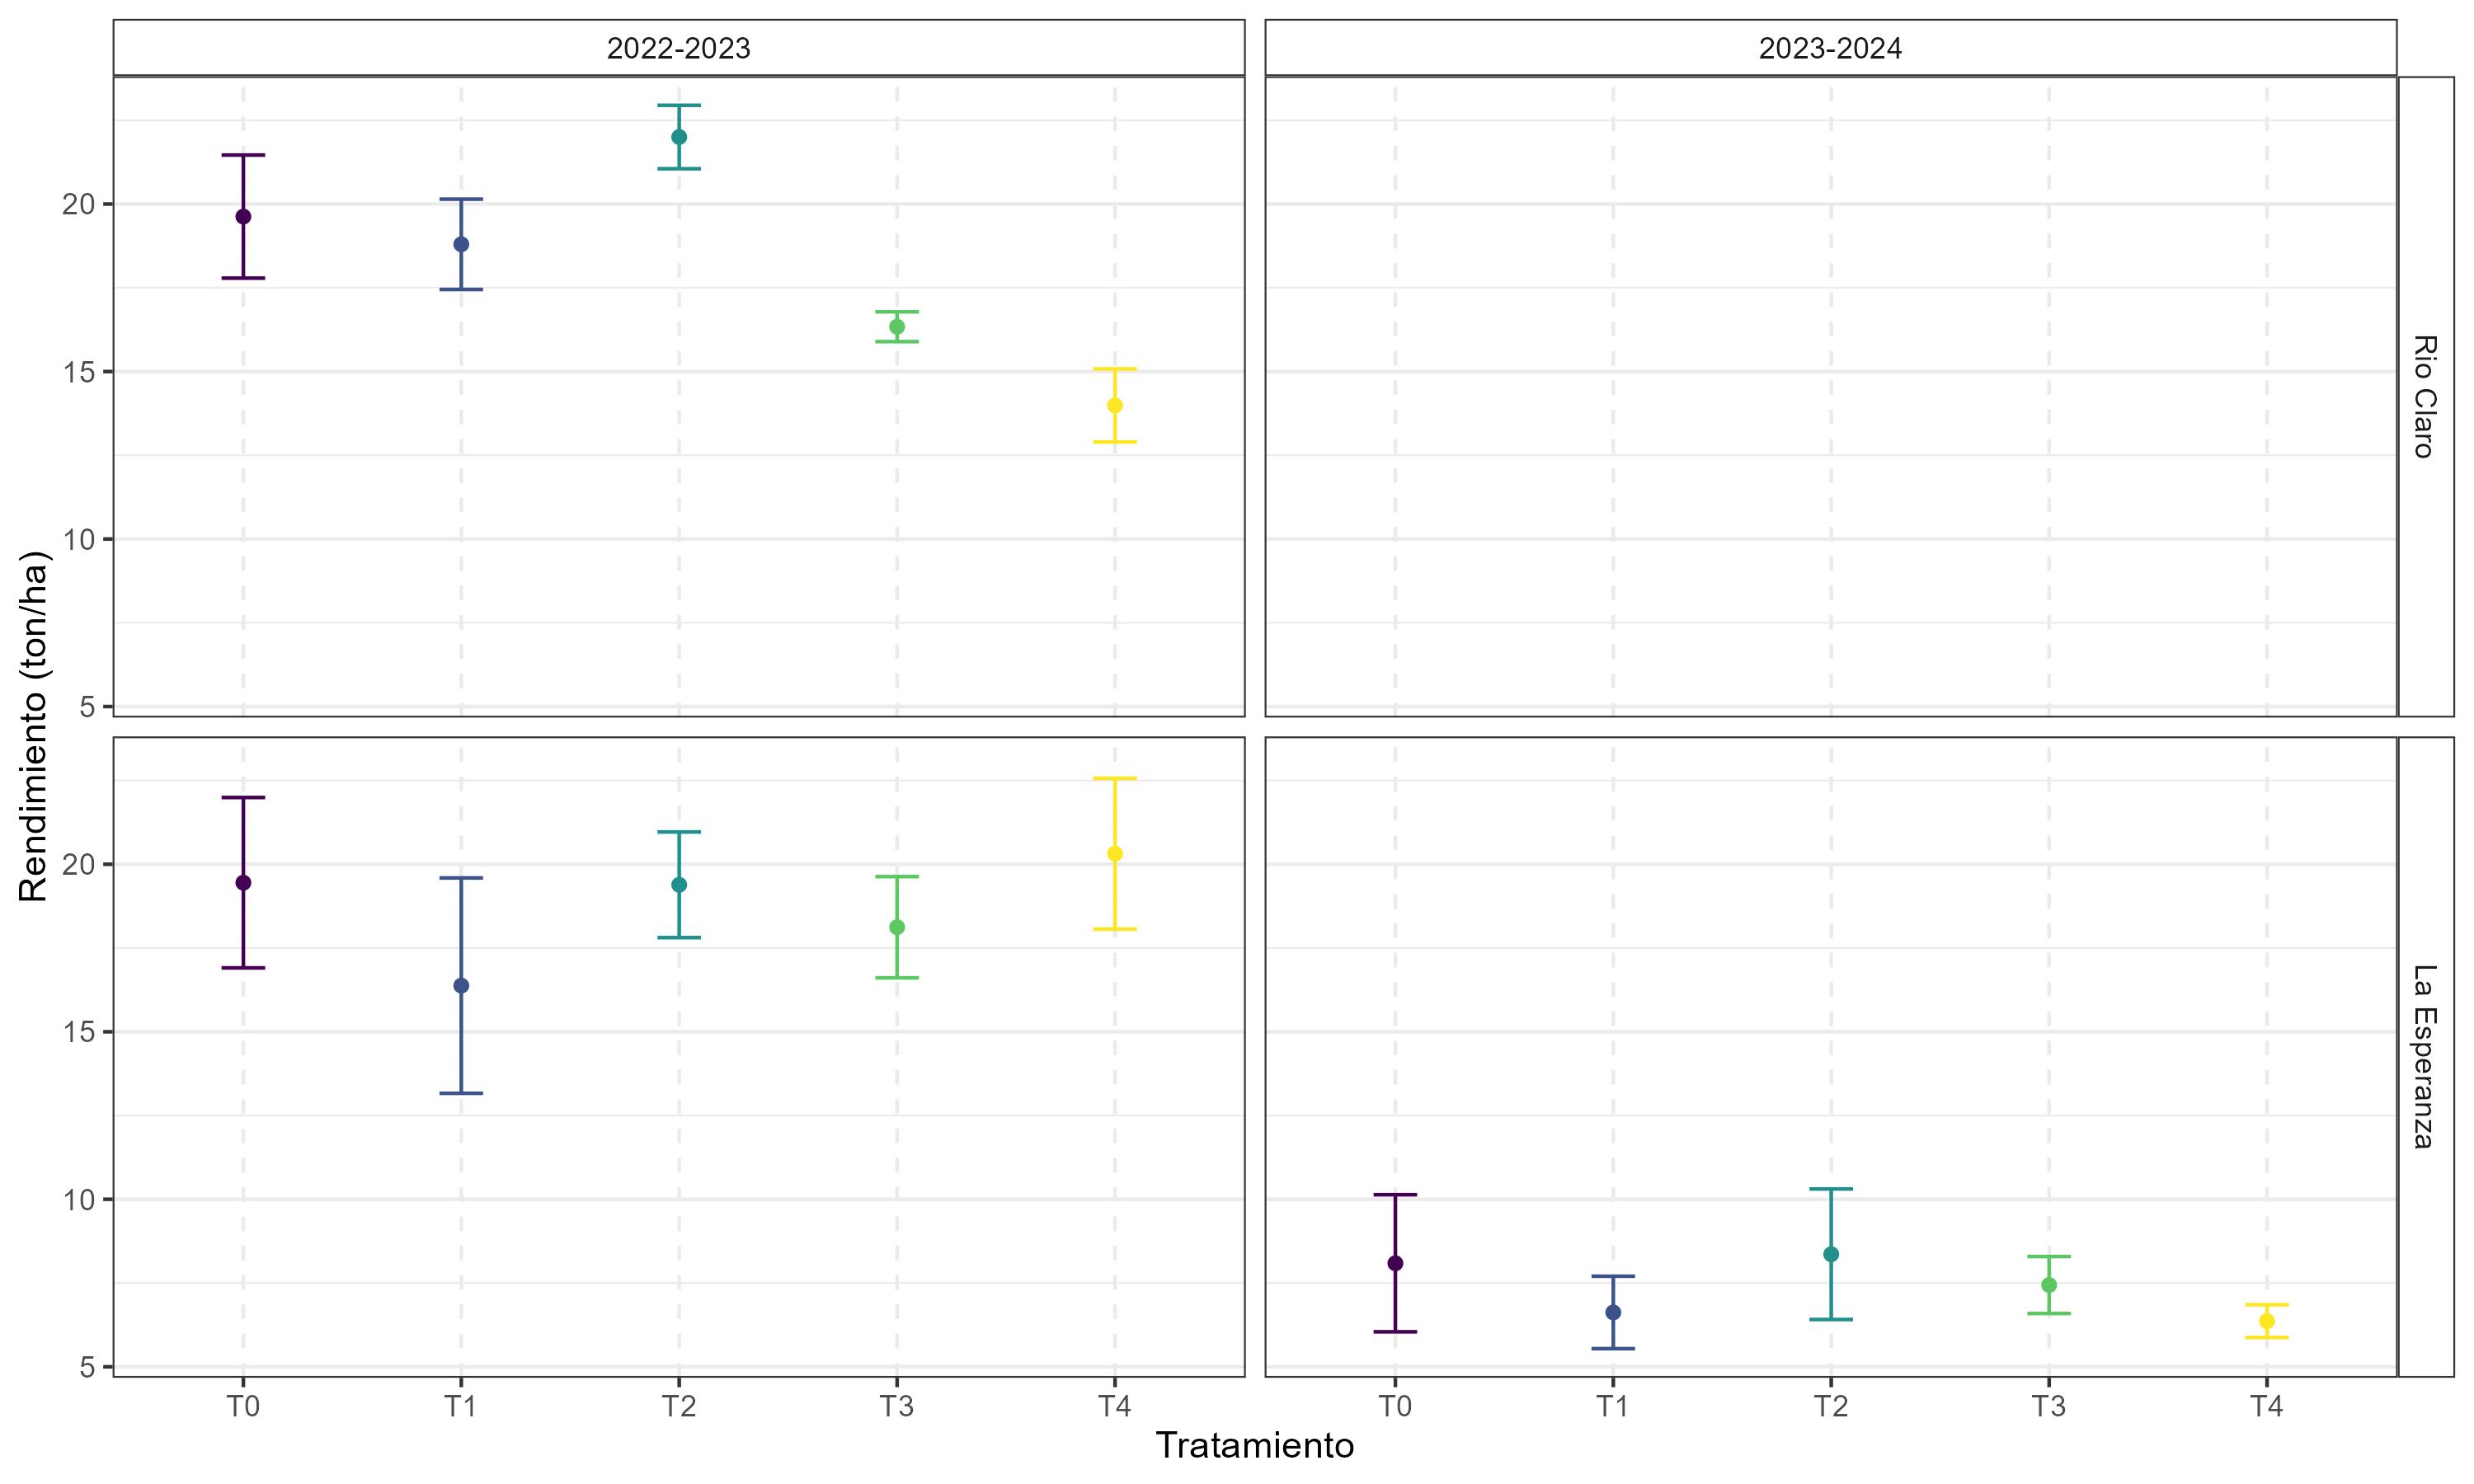 2022-2023
2023-2024
20
15
10
5
Rio Claro
Rendimiento (ton/ha)
20
15
10
5
La Esperanza
T0 T1 T2 T3 T4 T0 T1 T2 T3 T4
Tratamiento